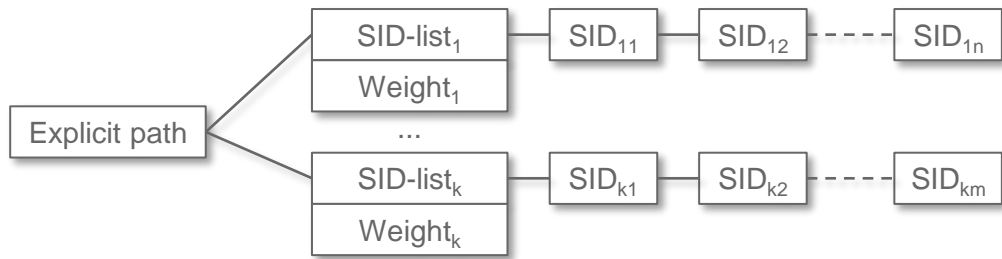 SID-list₁ SID₁₁ SID₁₂ SID₁ₙ
Weight₁
Explicit path
...
SID-listₖ SIDₖ₁ SIDₖ₂ SIDₖₘ
Weightₖ